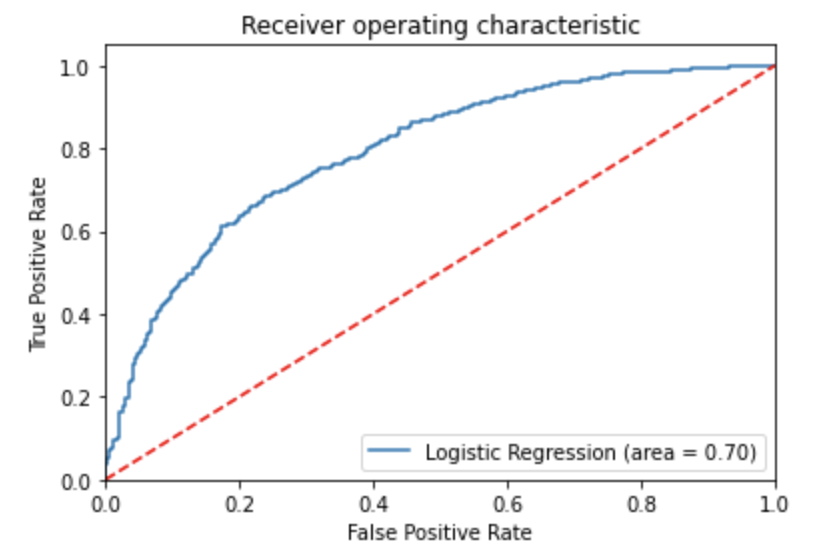 Receiver operating characteristic
1.0
0.8
0.6
0.4
0.2
0.0
True Positive Rate
Logistic Regression (area = 0.70)
0.0 0.2 0.4 0.6 0.8 1.0
False Positive Rate